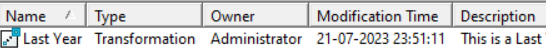 Name Type Owner Modification Time Description
Last Year Transformation Administrator 21-07-2023 23:51:11 This is a Last